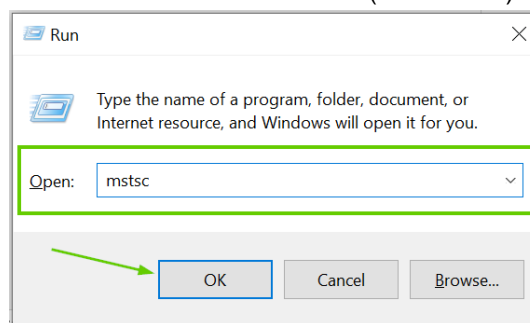 Run
Type the name of a program, folder, document, or
Internet resource, and Windows will open it for you.
Open: mstsc
OK Cancel Browse...